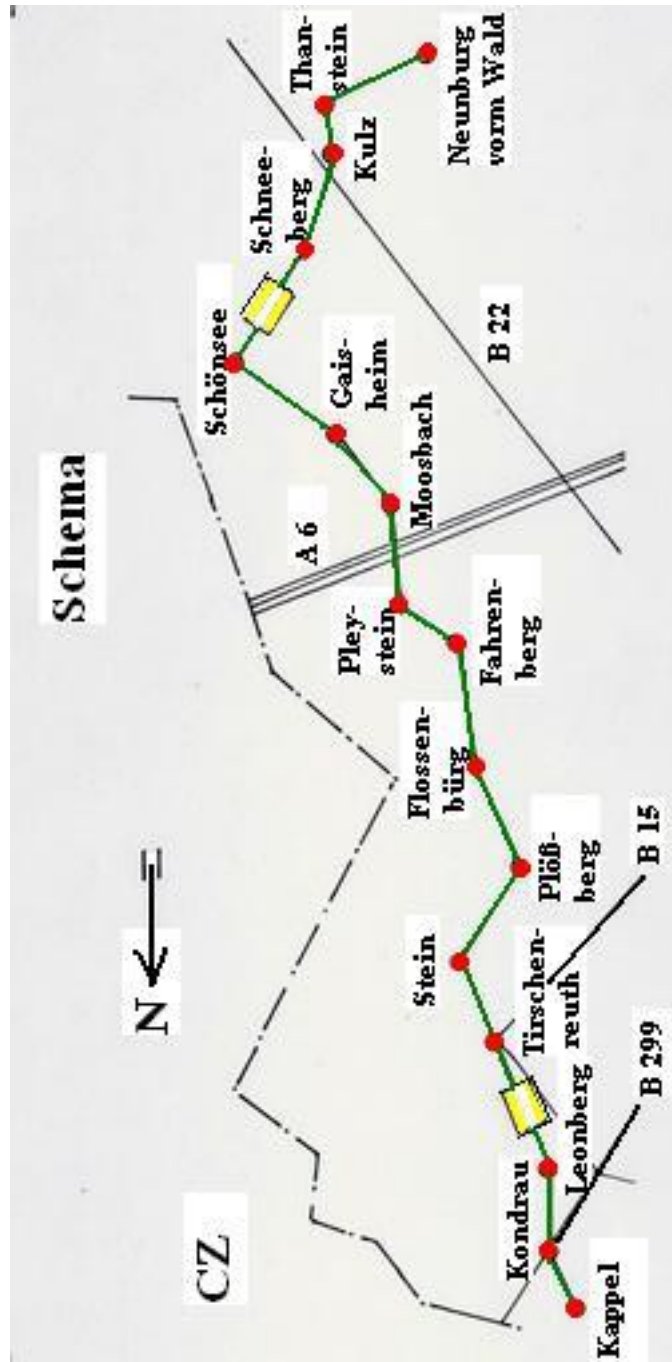 Schema
N
CZ
Kappel
Kondrau
Leonberg
B 299
Tirschen-
reuth
B 15
Stein
Plöß-
berg
Flossen-
bürg
Fahren-
berg
Pley-
stein
A 6
Moosbach
Gais-
heim
Schönsee
B 22
Schnee-
berg
Kulz
Than-
stein
Neunburg
vorm Wald